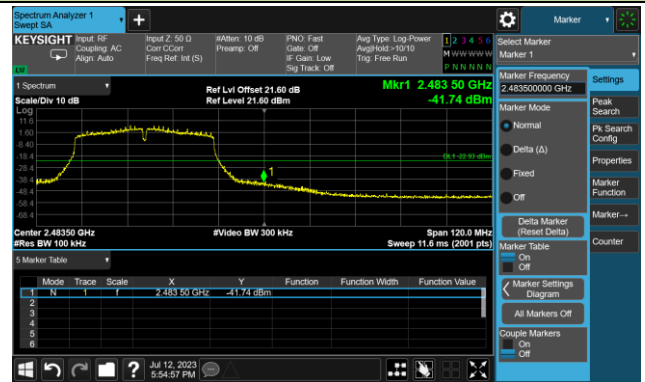 Spectrum Analyzer 1
Swept SA
Marker
KEYSIGHT Input: RF Input Z: 50 Ω #Atten: 10 dB PNO: Fast Avg Type: Log-Power 1 2 3 4 5 6
Coupling: AC Corr CCorr Preamp: Off Gate: Off Avg|Hold:>10/10 M W W W W W
Align: Auto Freq Ref: Int (S) IF Gain: Low Trig: Free Run
Sig Track: Off P N N N N N
Select Marker
Marker 1
1 Spectrum
Ref Lvl Offset 21.60 dB
Mkr1 2.483 50 GHz
Scale/Div 10 dB
Ref Level 21.60 dBm
-41.74 dBm
Log
11.6
1.60
-8.40
-18.4
DL1 -22.93 dBm
-28.4
1
-38.4
-48.4
-58.4
-68.4
Center 2.48350 GHz #Video BW 300 kHz Span 120.0 MHz
#Res BW 100 kHz Sweep 11.6 ms (2001 pts)
5 Marker Table
Mode Trace Scale X Y Function Function Width Function Value
1 N 1 f 2.483 50 GHz -41.74 dBm
2
3
4
5
6
Marker Frequency
2.483500000 GHz
Marker Mode
Normal
Delta (Δ)
Fixed
Off
Delta Marker
(Reset Delta)
Marker Table
On
Off
Marker Settings
Diagram
All Markers Off
Couple Markers
On
Off
Settings
Peak
Search
Pk Search
Config
Properties
Marker
Function
Marker→
Counter
Jul 12, 2023
5:54:57 PM